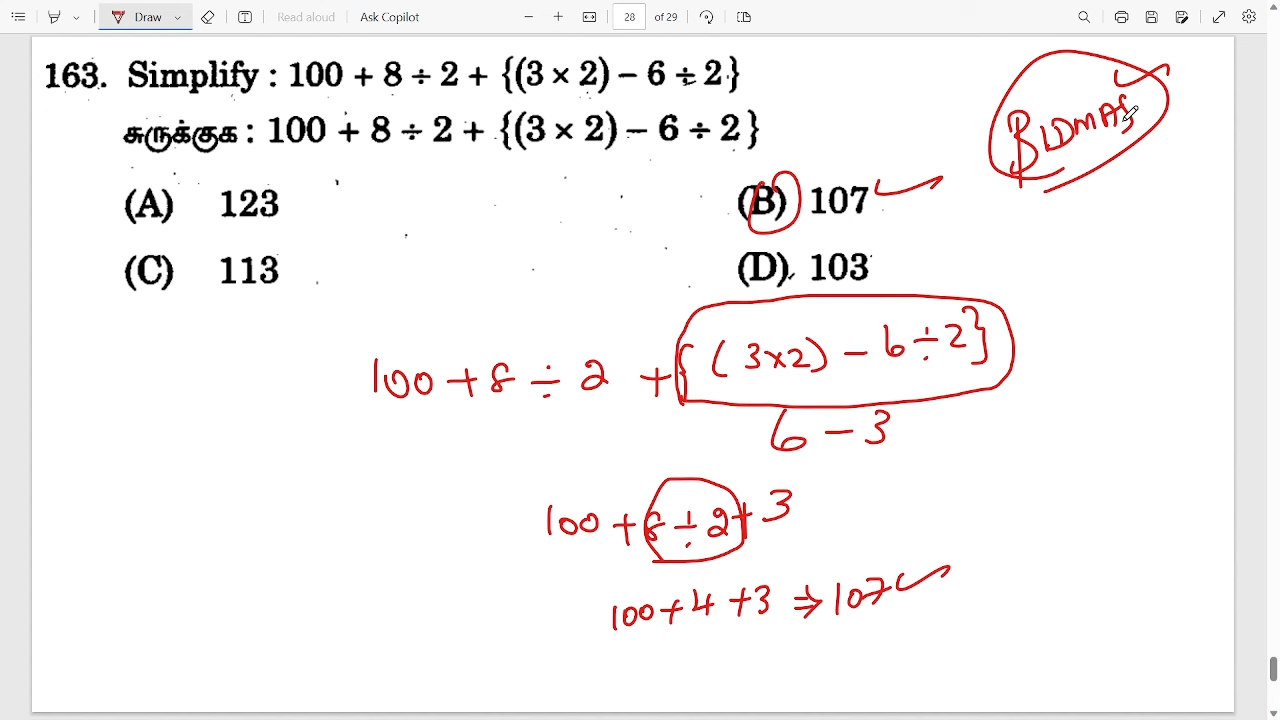 Draw
Read aloud
Ask Copilot
28 of 29
163. Simplify : 100 + 8 ÷ 2 + {(3 × 2) – 6 ÷ 2}
சுருக்குக : 100 + 8 ÷ 2 + {(3 × 2) – 6 ÷ 2}
BIDMAS
(A) 123
(B) 107
(C) 113
(D) 103
100 + 8 ÷ 2 + { (3×2) – 6÷2}
6 – 3
100 + 8 ÷ 2 + 3
100 + 4 + 3 ⇒ 107